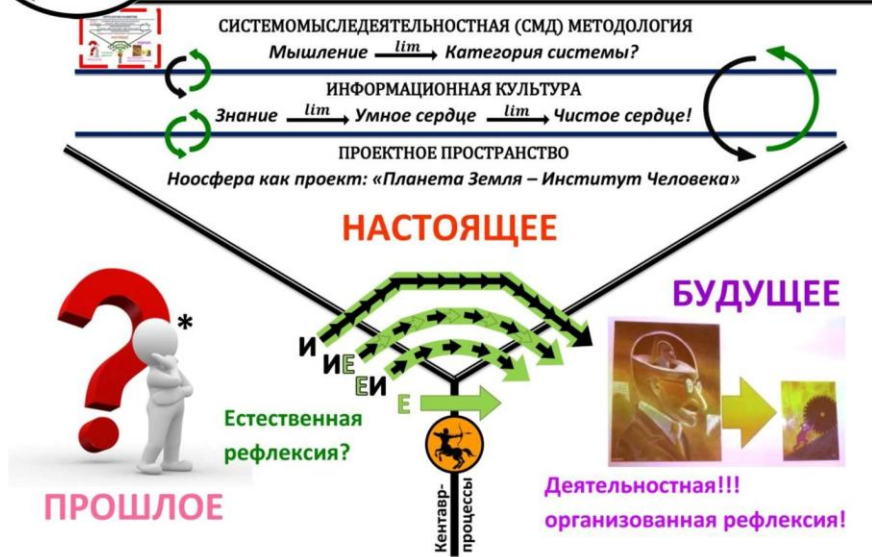 СИСТЕМОМЫСЛЕДЕЯТЕЛЬНОСТНАЯ (СМД) МЕТОДОЛОГИЯ
Мышление lim Категория системы?
ИНФОРМАЦИОННАЯ КУЛЬТУРА
Знание lim Умное сердце lim Чистое сердце!
ПРОЕКТНОЕ ПРОСТРАНСТВО
Ноосфера как проект: «Планета Земля – Институт Человека»
НАСТОЯЩЕЕ
БУДУЩЕЕ
*
И
ИЕ
ЕИ
Е
Естественная
рефлексия?
ПРОШЛОЕ
Кентавр-
процессы
Деятельностная!!!
организованная рефлексия!